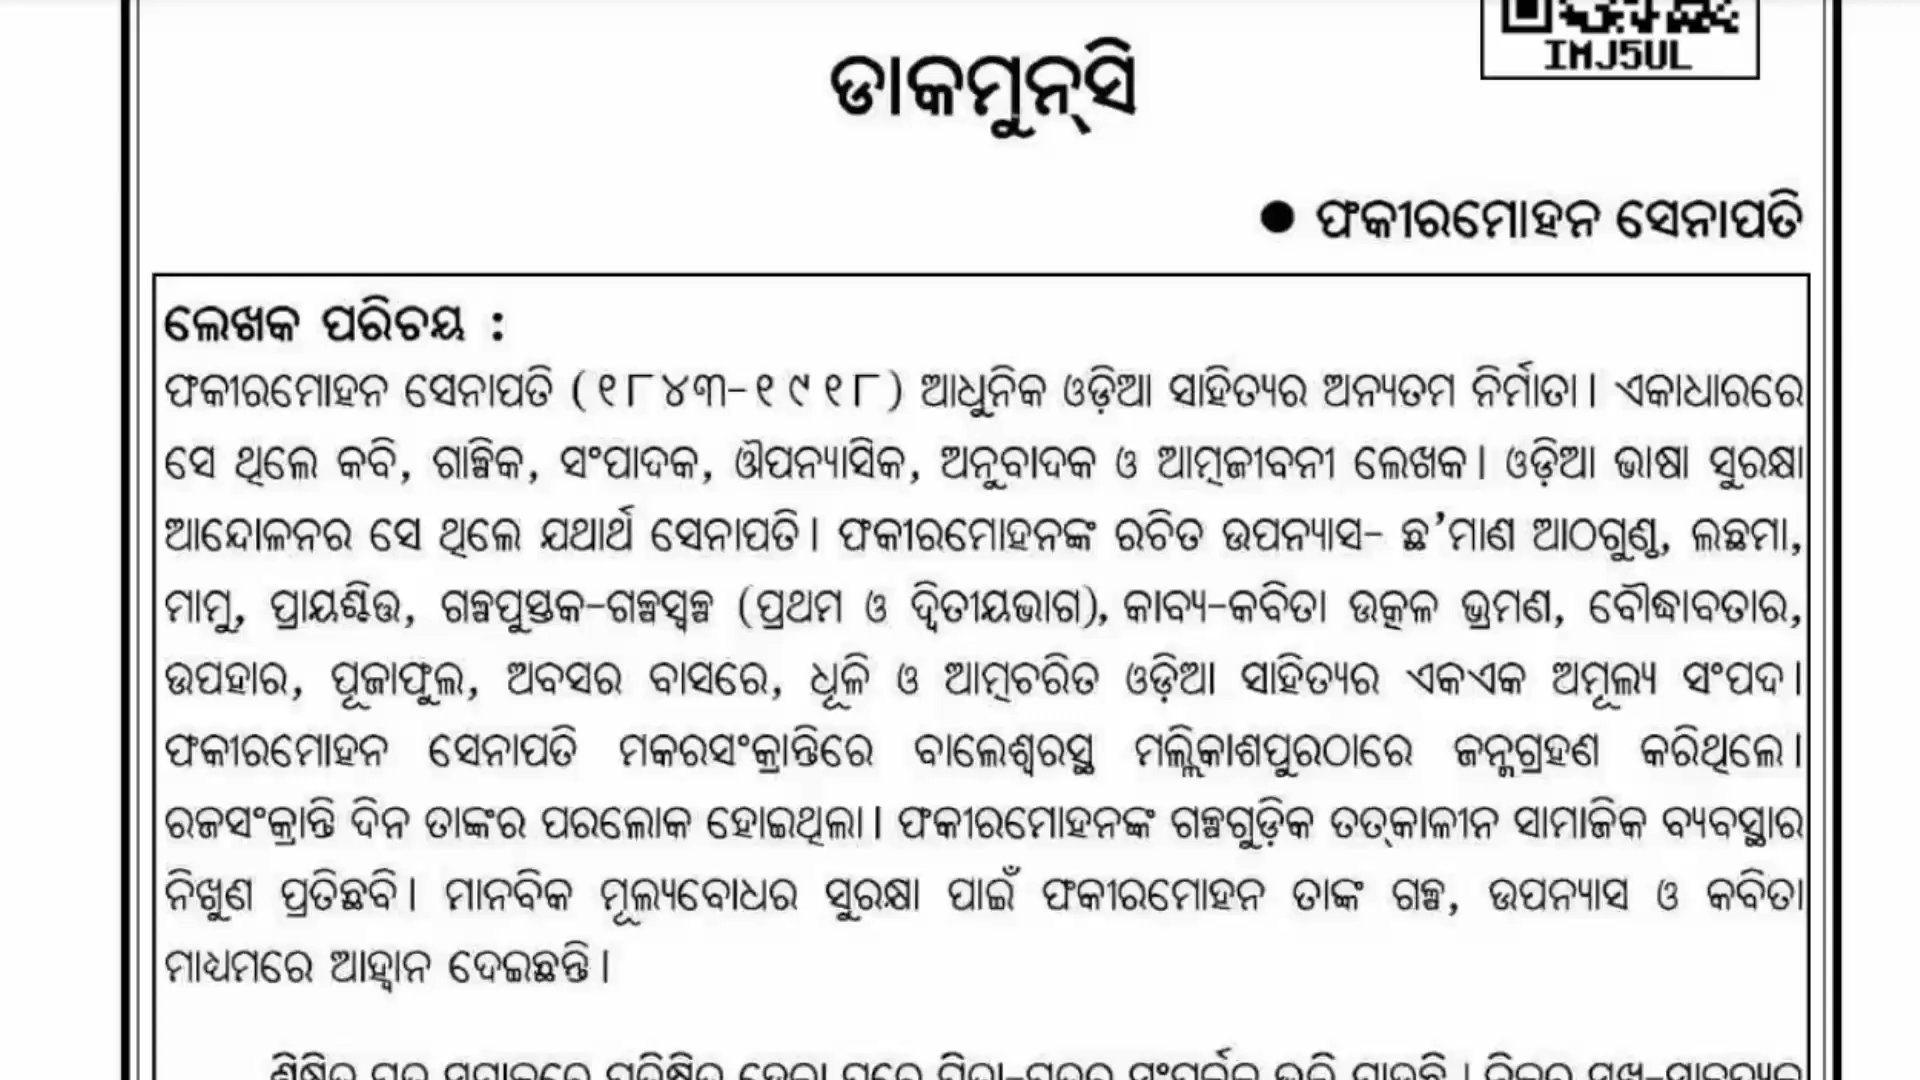 IMJ5UL
ଡାକମୁନ୍‌ସି
● ଫକୀରମୋହନ ସେନାପତି
ଲେଖକ ପରିଚୟ :
ଫକୀରମୋହନ ସେନାପତି (୧୮୪୩-୧୯୧୮) ଆଧୁନିକ ଓଡ଼ିଆ ସାହିତ୍ୟର ଅନ୍ୟତମ ନିର୍ମାତା। ଏକାଧାରରେ
ସେ ଥିଲେ କବି, ଗାଳ୍ପିକ, ସଂପାଦକ, ଔପନ୍ୟାସିକ, ଅନୁବାଦକ ଓ ଆତ୍ମଜୀବନୀ ଲେଖକ। ଓଡ଼ିଆ ଭାଷା ସୁରକ୍ଷା
ଆନ୍ଦୋଳନର ସେ ଥିଲେ ଯଥାର୍ଥ ସେନାପତି। ଫକୀରମୋହନଙ୍କ ରଚିତ ଉପନ୍ୟାସ- ଛ’ମାଣ ଆଠଗୁଣ୍ଠ, ଲଛମା,
ମାମୁ, ପ୍ରାୟଶ୍ଚିତ୍ତ, ଗଳ୍ପପୁସ୍ତକ-ଗଳ୍ପସ୍ୱଳ୍ପ (ପ୍ରଥମ ଓ ଦ୍ୱିତୀୟଭାଗ), କାବ୍ୟ-କବିତା ଉତ୍କଳ ଭ୍ରମଣ, ବୌଦ୍ଧାବତାର,
ଉପହାର, ପୂଜାଫୁଲ, ଅବସର ବାସରେ, ଧୂଳି ଓ ଆତ୍ମଚରିତ ଓଡ଼ିଆ ସାହିତ୍ୟର ଏକଏକ ଅମୂଲ୍ୟ ସଂପଦ।
ଫକୀରମୋହନ ସେନାପତି ମକରସଂକ୍ରାନ୍ତିରେ ବାଲେଶ୍ୱରସ୍ଥ ମଲ୍ଲିକାଶପୁରଠାରେ ଜନ୍ମଗ୍ରହଣ କରିଥିଲେ।
ରଜସଂକ୍ରାନ୍ତି ଦିନ ତାଙ୍କର ପରଲୋକ ହୋଇଥିଲା। ଫକୀରମୋହନଙ୍କ ଗଳ୍ପଗୁଡ଼ିକ ତତ୍‌କାଳୀନ ସାମାଜିକ ବ୍ୟବସ୍ଥାର
ନିଖୁଣ ପ୍ରତିଛବି। ମାନବିକ ମୂଲ୍ୟବୋଧର ସୁରକ୍ଷା ପାଇଁ ଫକୀରମୋହନ ତାଙ୍କ ଗଳ୍ପ, ଉପନ୍ୟାସ ଓ କବିତା
ମାଧ୍ୟମରେ ଆହ୍ୱାନ ଦେଇଛନ୍ତି।